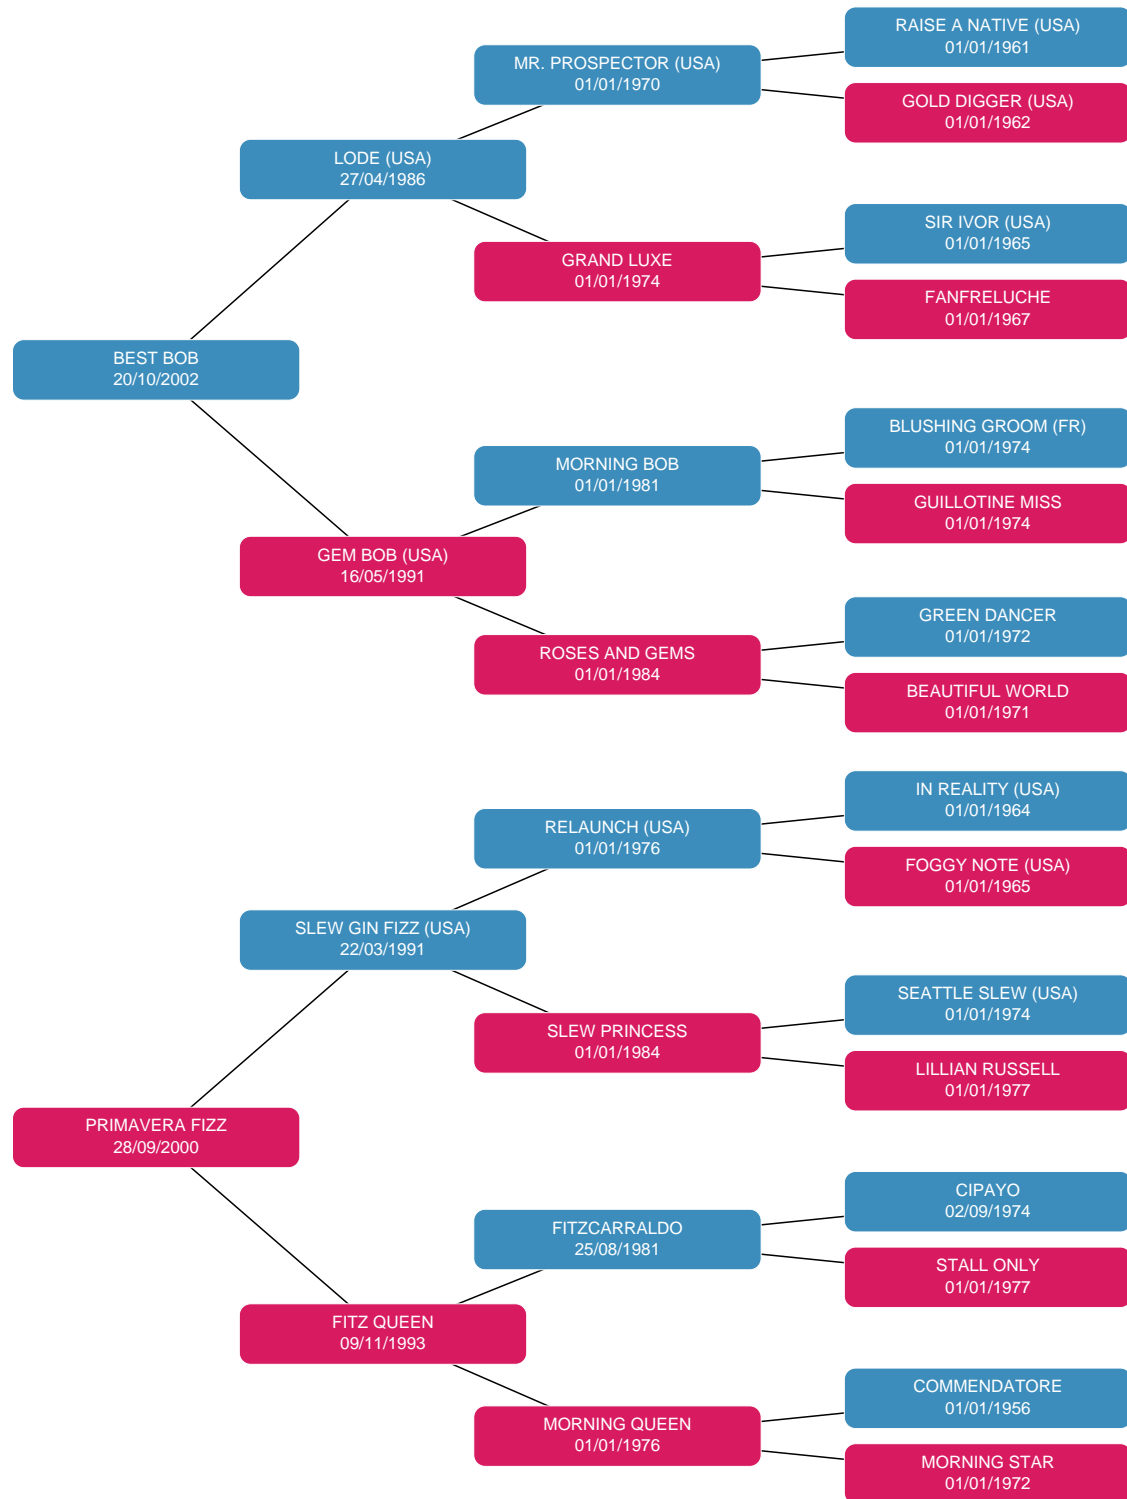 RAISE A NATIVE (USA)
01/01/1961
MR. PROSPECTOR (USA)
01/01/1970
GOLD DIGGER (USA)
01/01/1962
LODE (USA)
27/04/1986
SIR IVOR (USA)
01/01/1965
GRAND LUXE
01/01/1974
FANFRELUCHE
01/01/1967
BEST BOB
20/10/2002
BLUSHING GROOM (FR)
01/01/1974
MORNING BOB
01/01/1981
GUILLOTINE MISS
01/01/1974
GEM BOB (USA)
16/05/1991
GREEN DANCER
01/01/1972
ROSES AND GEMS
01/01/1984
BEAUTIFUL WORLD
01/01/1971
IN REALITY (USA)
01/01/1964
RELAUNCH (USA)
01/01/1976
FOGGY NOTE (USA)
01/01/1965
SLEW GIN FIZZ (USA)
22/03/1991
SEATTLE SLEW (USA)
01/01/1974
SLEW PRINCESS
01/01/1984
LILLIAN RUSSELL
01/01/1977
PRIMAVERA FIZZ
28/09/2000
CIPAYO
02/09/1974
FITZCARRALDO
25/08/1981
STALL ONLY
01/01/1977
FITZ QUEEN
09/11/1993
COMMENDATORE
01/01/1956
MORNING QUEEN
01/01/1976
MORNING STAR
01/01/1972